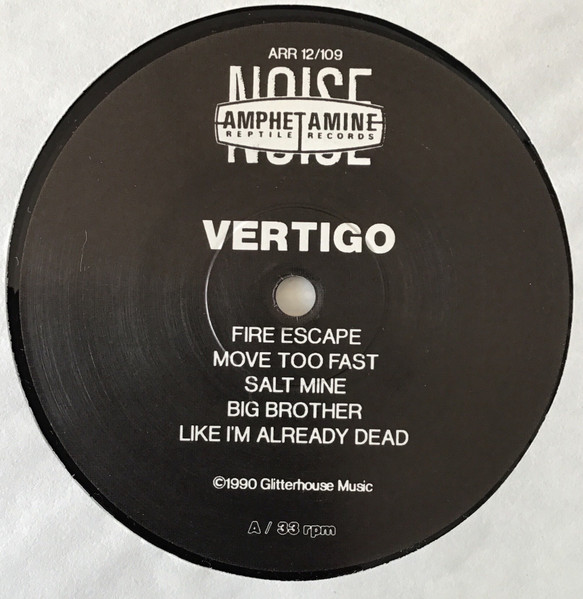 ARR 12/109
NOISE
AMPHETAMINE
REPTILE RECORDS
NOISE
VERTIGO
FIRE ESCAPE
MOVE TOO FAST
SALT MINE
BIG BROTHER
LIKE I'M ALREADY DEAD
©1990 Glitterhouse Music
A / 33 rpm